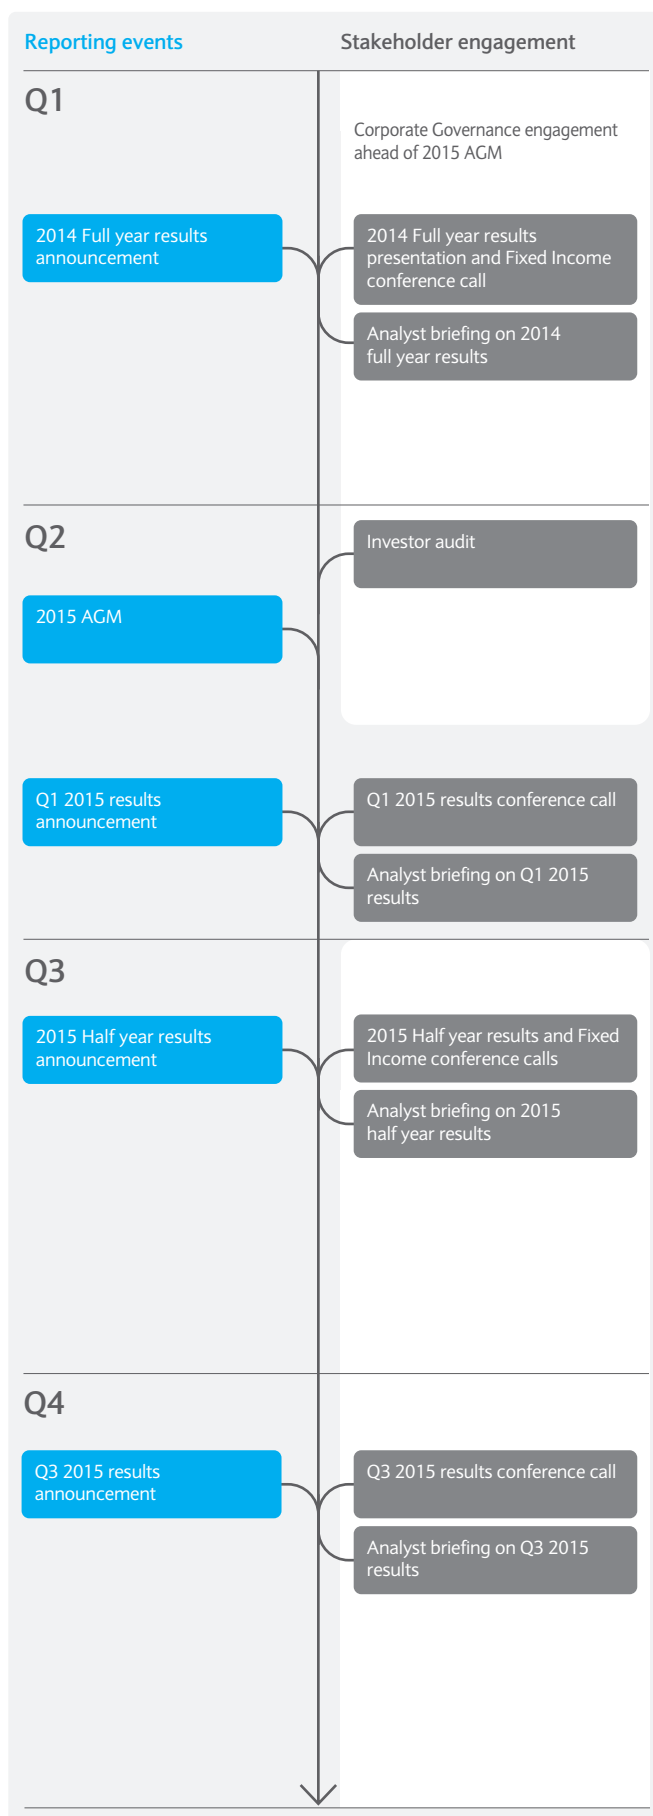 Reporting events
Stakeholder engagement
Q1
Corporate Governance engagement
ahead of 2015 AGM
2014 Full year results
announcement
2014 Full year results
presentation and Fixed Income
conference call
Analyst briefing on 2014
full year results
Q2
Investor audit
2015 AGM
Q1 2015 results
announcement
Q1 2015 results conference call
Analyst briefing on Q1 2015
results
Q3
2015 Half year results
announcement
2015 Half year results and Fixed
Income conference calls
Analyst briefing on 2015
half year results
Q4
Q3 2015 results
announcement
Q3 2015 results conference call
Analyst briefing on Q3 2015
results